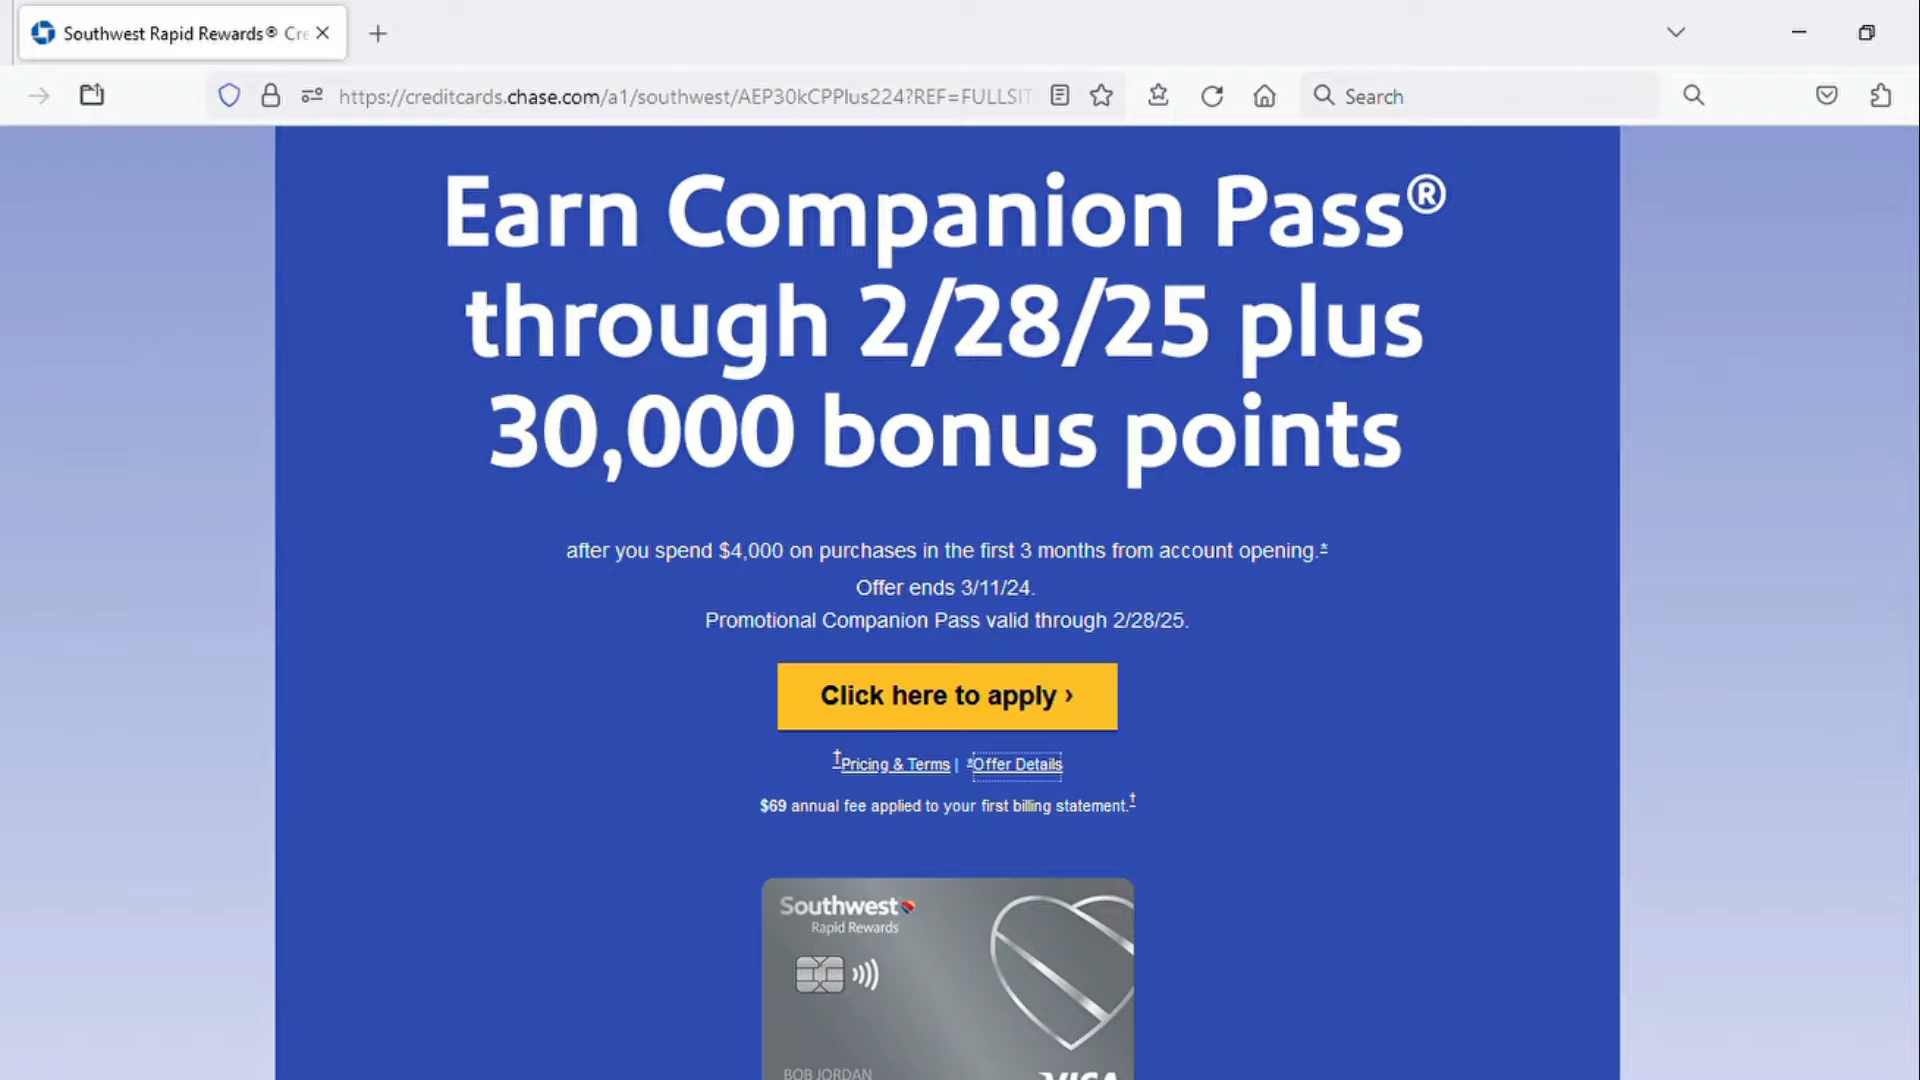 Southwest Rapid Rewards® Cre
https://creditcards.chase.com/a1/southwest/AEP30kCPPlus224?REF=FULLSIT
Search
Earn Companion Pass®
through 2/28/25 plus
30,000 bonus points
after you spend $4,000 on purchases in the first 3 months from account opening.*
Offer ends 3/11/24.
Promotional Companion Pass valid through 2/28/25.
Click here to apply ›
†Pricing & Terms | *Offer Details
$69 annual fee applied to your first billing statement.†
Southwest
Rapid Rewards
BOB JORDAN
VISA